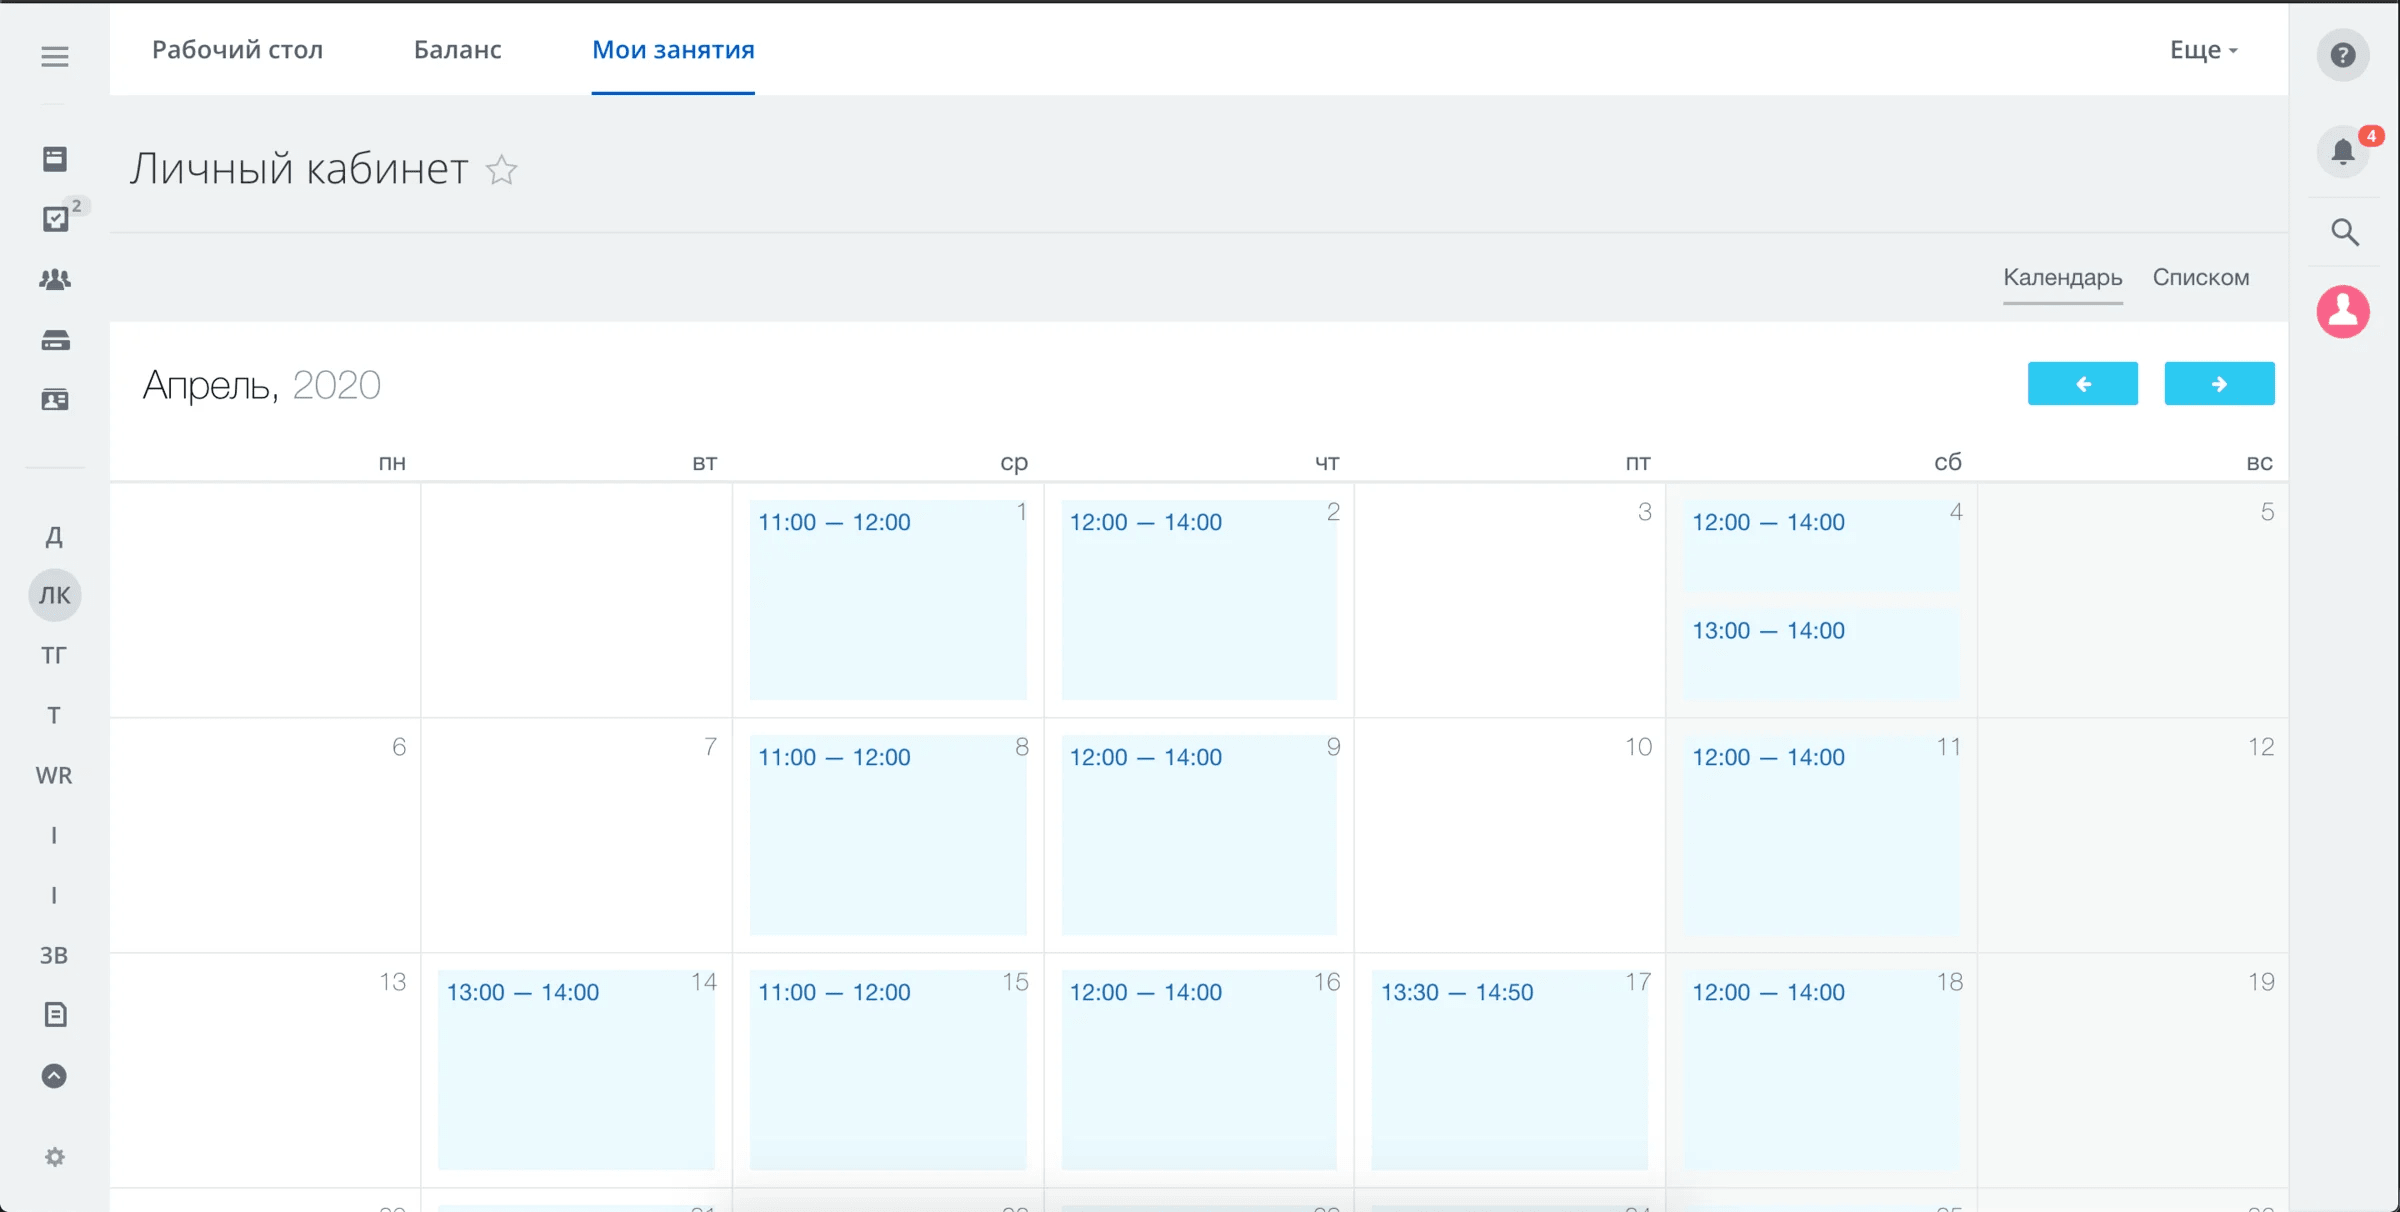 Рабочий стол Баланс Мои занятия Еще
4
Личный кабинет
2
Календарь Списком
Апрель, 2020
пн вт ср чт пт сб вс
11:00 — 12:00 1 12:00 — 14:00 2 3 12:00 — 14:00 4 5
13:00 — 14:00
6 7 11:00 — 12:00 8 12:00 — 14:00 9 10 12:00 — 14:00 11 12
13 13:00 — 14:00 14 11:00 — 12:00 15 12:00 — 14:00 16 13:30 — 14:50 17 12:00 — 14:00 18 19
Д
ЛК
ТГ
Т
WR
I
I
ЗВ